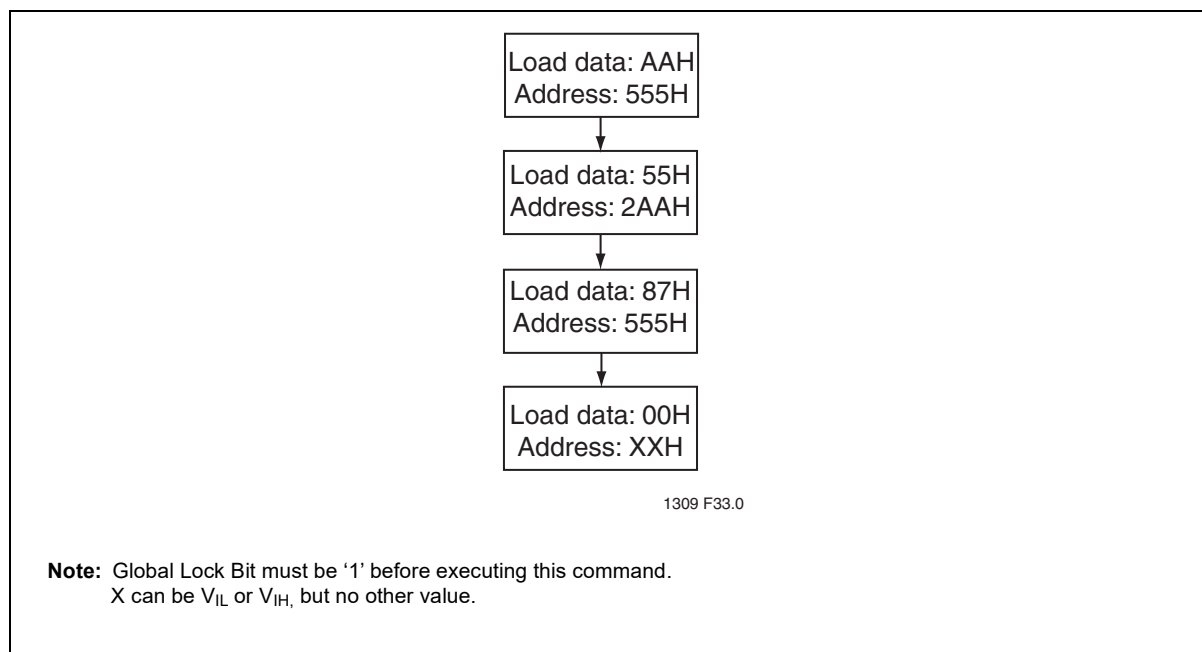 Load data: AAH
Address: 555H
Load data: 55H
Address: 2AAH
Load data: 87H
Address: 555H
Load data: 00H
Address: XXH
1309 F33.0
Note: Global Lock Bit must be ‘1’ before executing this command.
X can be VIL or VIH, but no other value.